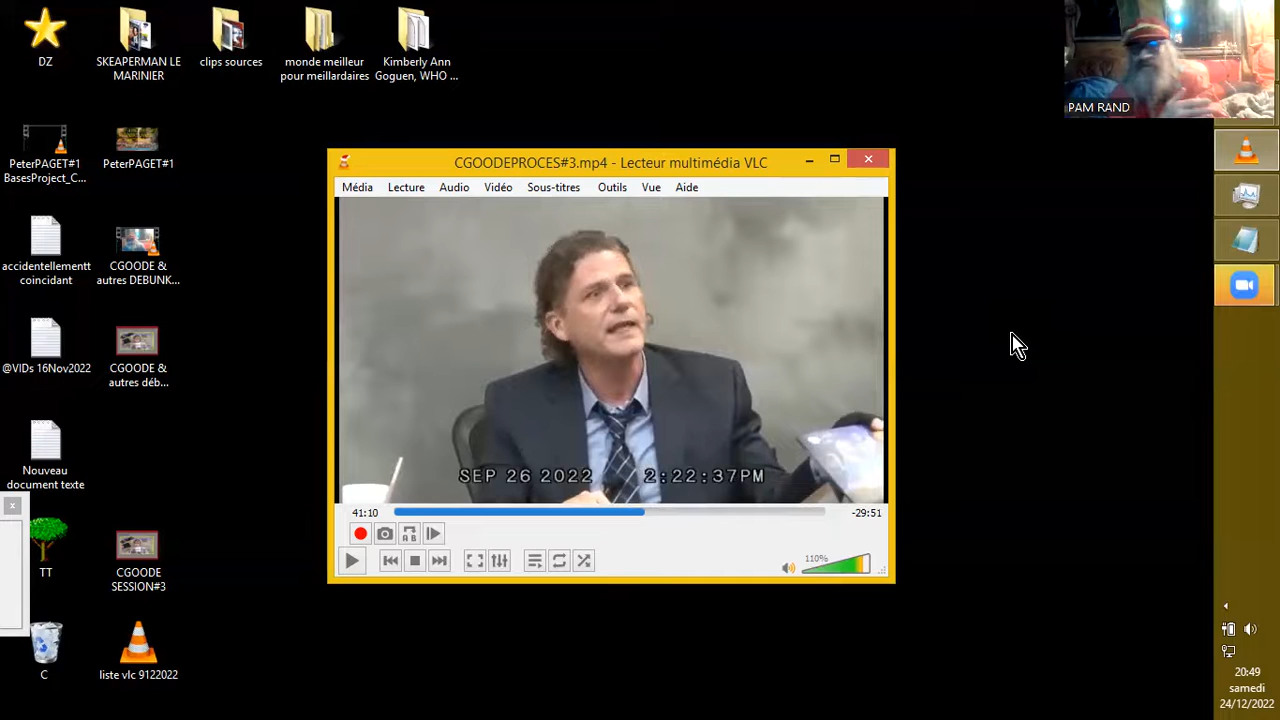 DZ
SKEAPERMAN LE
MARINIER
clips sources
monde meilleur
pour meillardaires
Kimberly Ann
Goguen, WHO ...
PAM RAND
PeterPAGET#1
BasesProject_C...
PeterPAGET#1
CGOODEPROCES#3.mp4 - Lecteur multimédia VLC
Média Lecture Audio Vidéo Sous-titres Outils Vue Aide
accidentellementt
coincidant
CGOODE &
autres DEBUNK...
@VIDs 16Nov2022
CGOODE &
autres déb...
Nouveau
document texte
SEP 26 2022 2:22:37PM
41:10
-29:51
A B
110%
x
TT
CGOODE
SESSION#3
C
liste vlc 9122022
20:49
samedi
24/12/2022